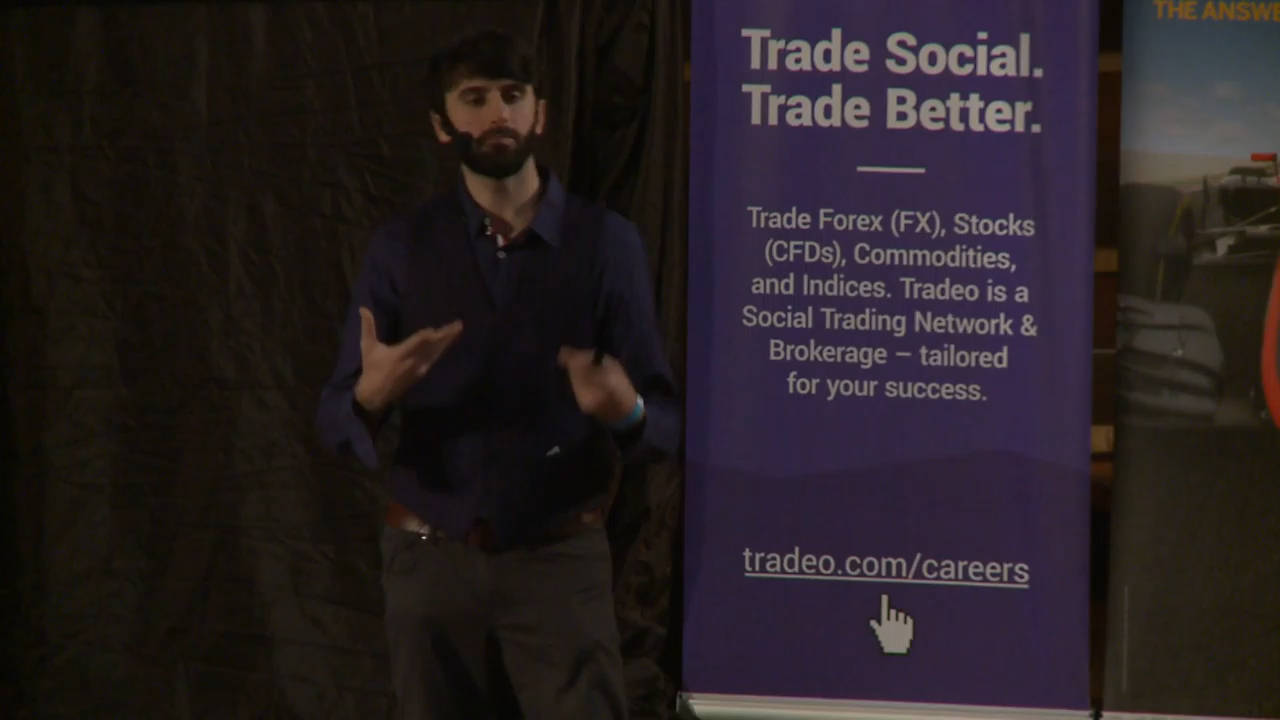 Trade Social.
Trade Better.
Trade Forex (FX), Stocks
(CFDs), Commodities,
and Indices. Tradeo is a
Social Trading Network &
Brokerage – tailored
for your success.
tradeo.com/careers
THE ANSWE